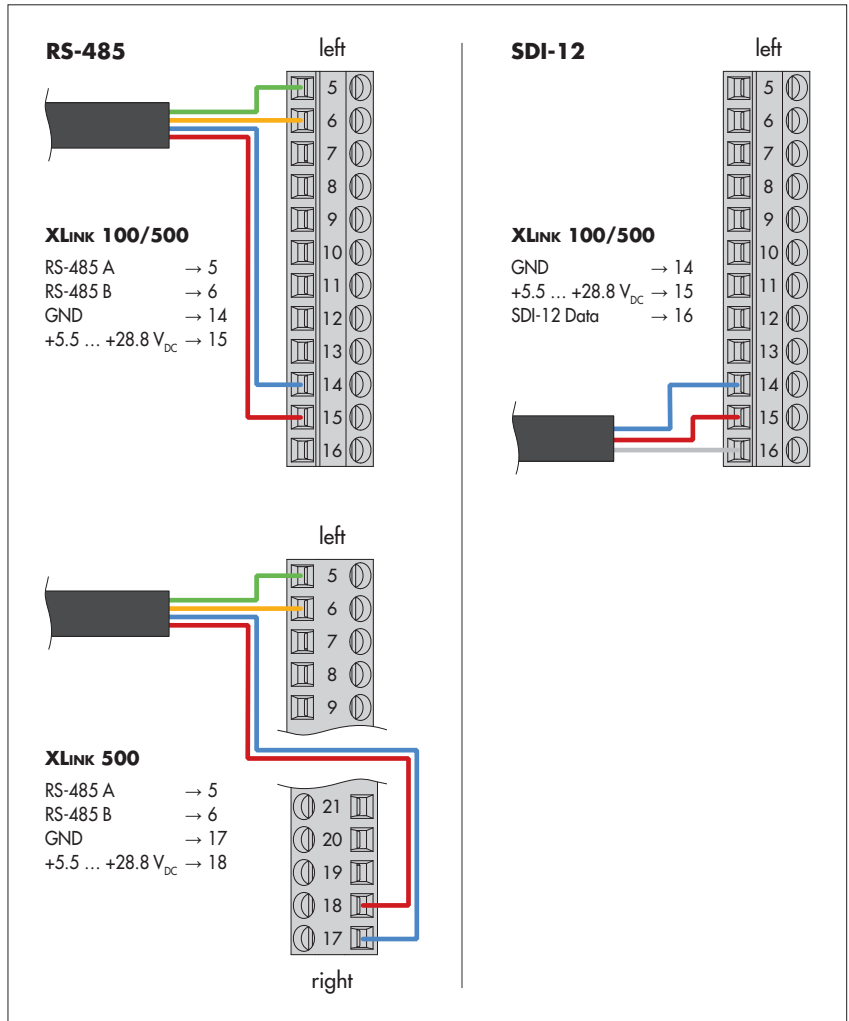 RS-485
left
5
6
7
8
9
10
11
12
13
14
15
16
XLINK 100/500
RS-485 A → 5
RS-485 B → 6
GND → 14
+5.5 … +28.8 VDC → 15
left
5
6
7
8
9
XLINK 500
RS-485 A → 5
RS-485 B → 6
GND → 17
+5.5 … +28.8 VDC → 18
21
20
19
18
17
right
SDI-12
left
5
6
7
8
9
10
11
12
13
14
15
16
XLINK 100/500
GND → 14
+5.5 … +28.8 VDC → 15
SDI-12 Data → 16